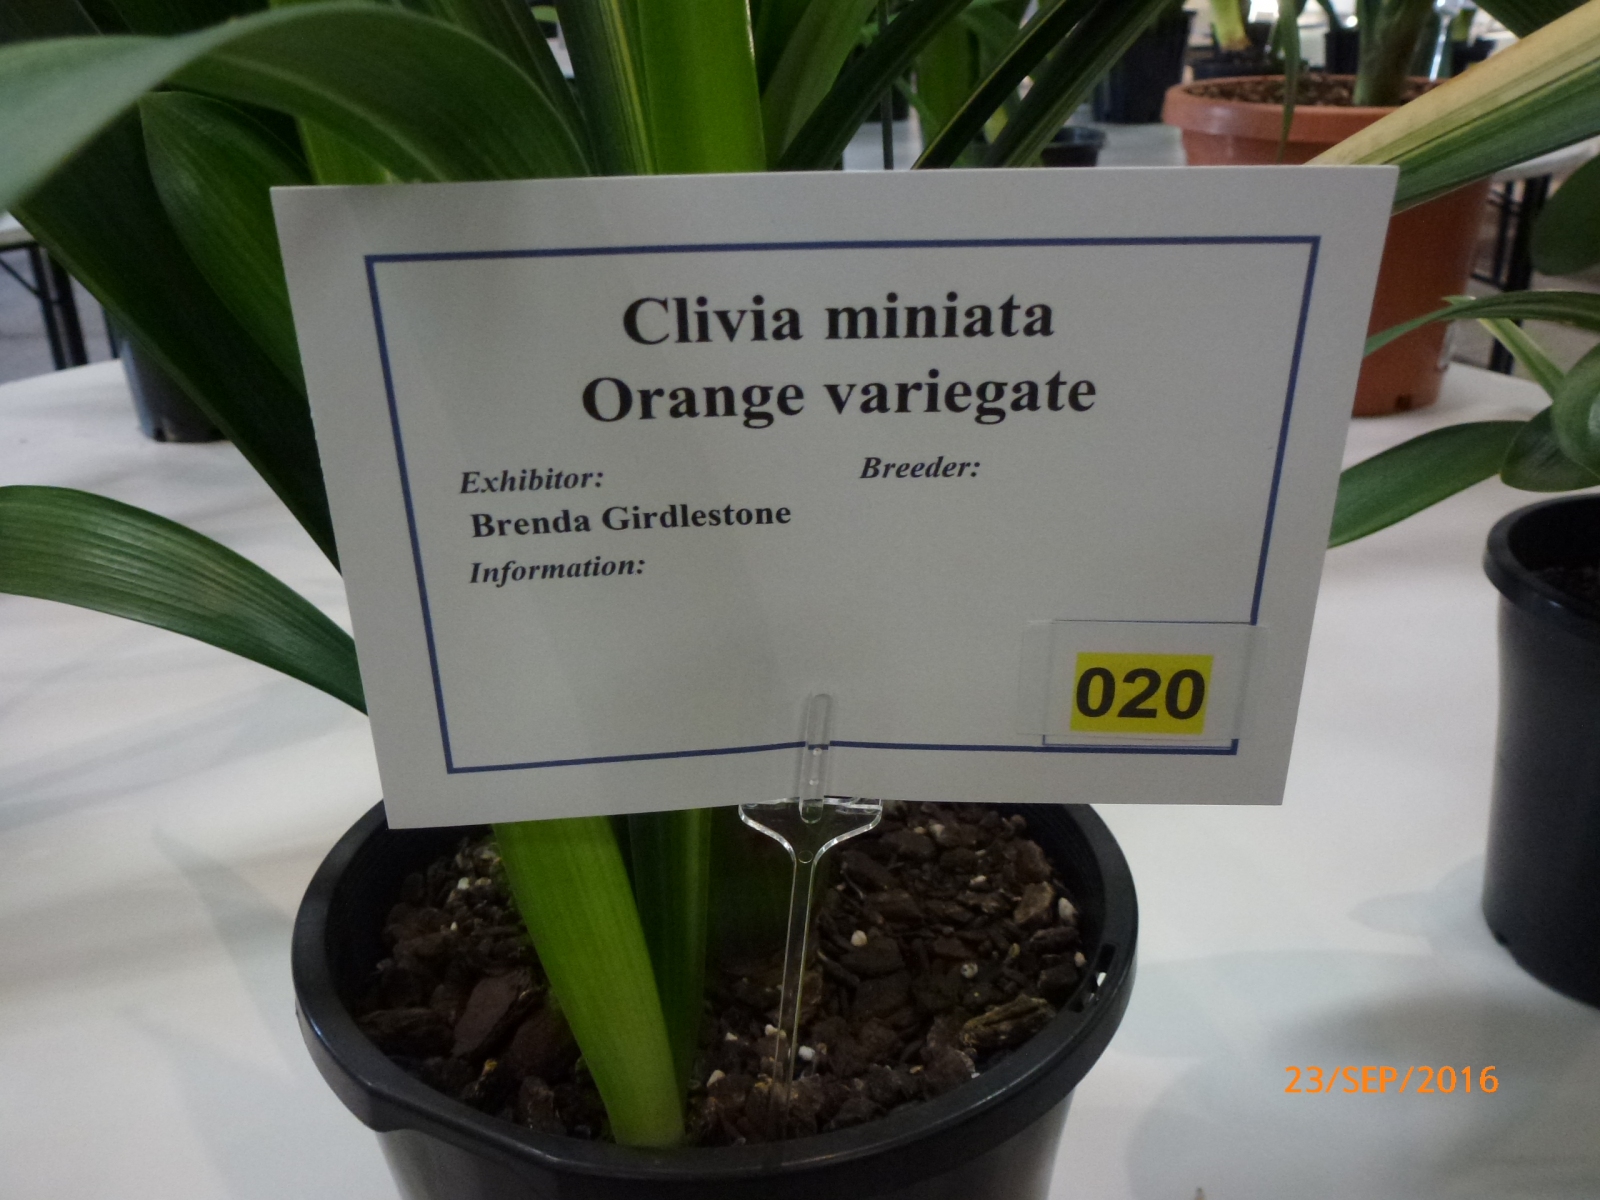 Clivia miniata
Orange variegate
Exhibitor: Breeder:
Brenda Girdlestone
Information:
020
23/SEP/2016